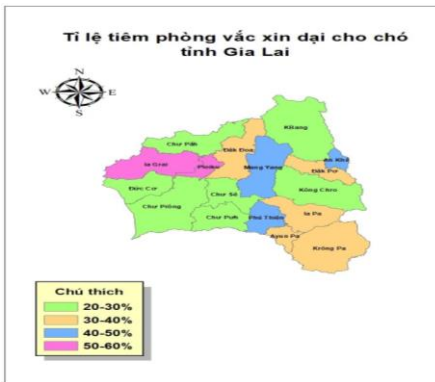 Tỉ lệ tiêm phòng vắc xin dại cho chó
tỉnh Gia Lai
N
W
E
S
KBang
Chư Păh
Đăk Đoa
Ia Grai
Pleiku
Mang Yang
An Khê
Đăk Pơ
Đức Cơ
Chư Sê
Kông Chro
Chư Prông
Chư Pưh
Phú Thiện
Ia Pa
Ayun Pa
Krông Pa
Chú thích
20-30%
30-40%
40-50%
50-60%